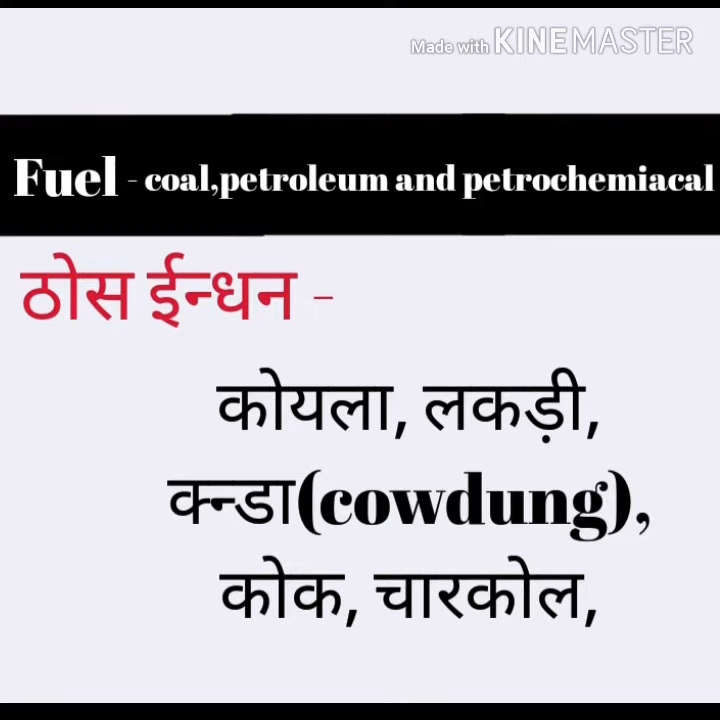 Made with KINEMASTER
Fuel - coal,petroleum and petrochemiacal
ठोस ईन्धन -
कोयला, लकड़ी,
क्न्डा(cowdung),
कोक, चारकोल,